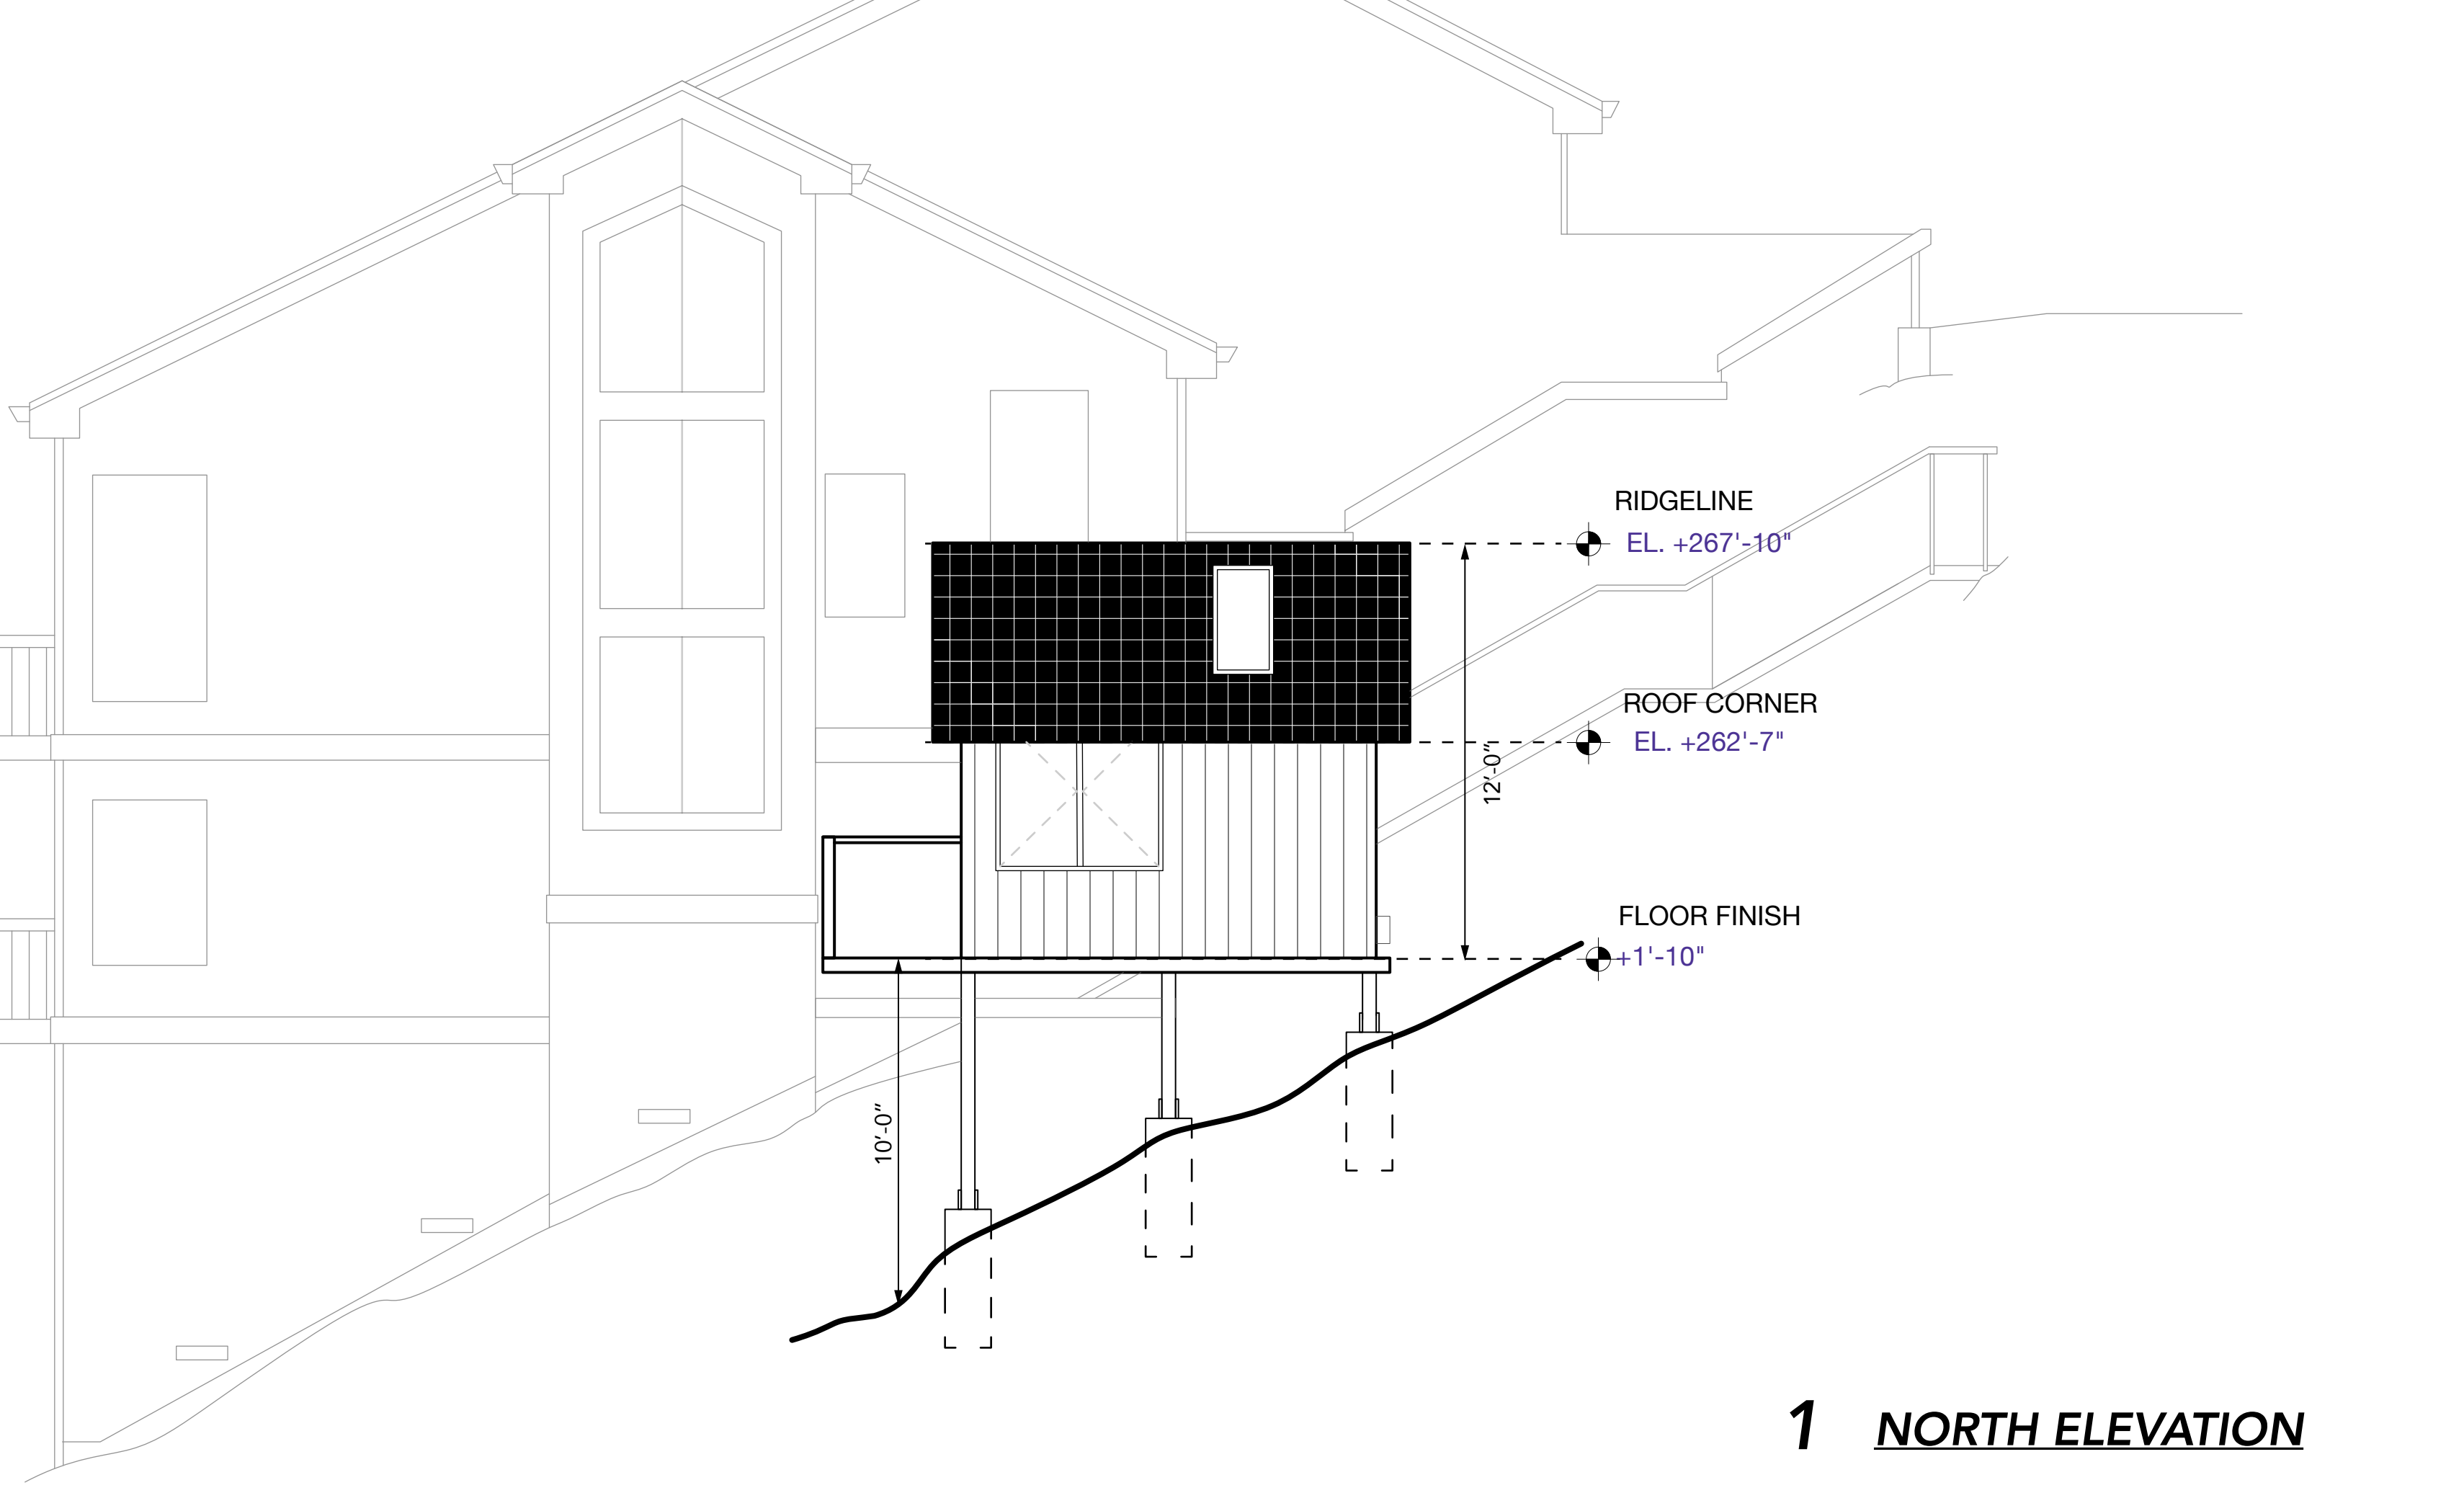 RIDGELINE
EL. +267'-10"
ROOF CORNER
EL. +262'-7"
12'-0"
FLOOR FINISH
+1'-10"
10'-0"
1 NORTH ELEVATION